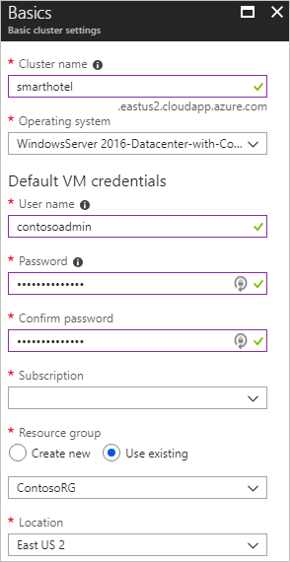 Basics
Basic cluster settings
* Cluster name
smarthotel
.eastus2.cloudapp.azure.com
* Operating system
WindowsServer 2016-Datacenter-with-Co...
Default VM credentials
* User name
contosoadmin
* Password
••••••••••••••
* Confirm password
••••••••••••••
* Subscription
* Resource group
Create new Use existing
ContosoRG
* Location
East US 2